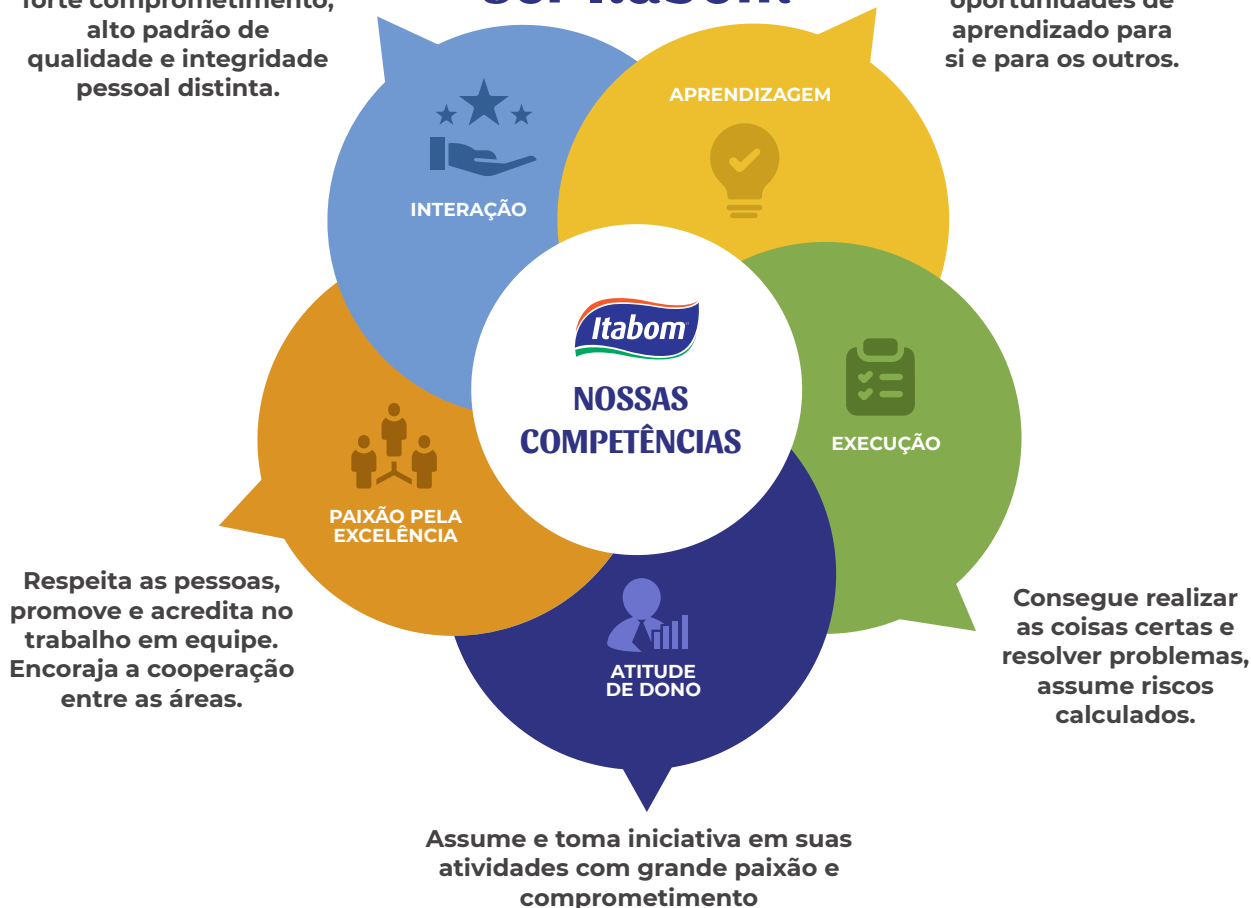 forte comprometimento,
alto padrão de
qualidade e integridade
pessoal distinta.
oportunidades de
aprendizado para
si e para os outros.
APRENDIZAGEM
INTERAÇÃO
Itabom
NOSSAS
COMPETÊNCIAS
EXECUÇÃO
PAIXÃO PELA
EXCELÊNCIA
ATITUDE
DE DONO
Respeita as pessoas,
promove e acredita no
trabalho em equipe.
Encoraja a cooperação
entre as áreas.
Consegue realizar
as coisas certas e
resolver problemas,
assume riscos
calculados.
Assume e toma iniciativa em suas
atividades com grande paixão e
comprometimento